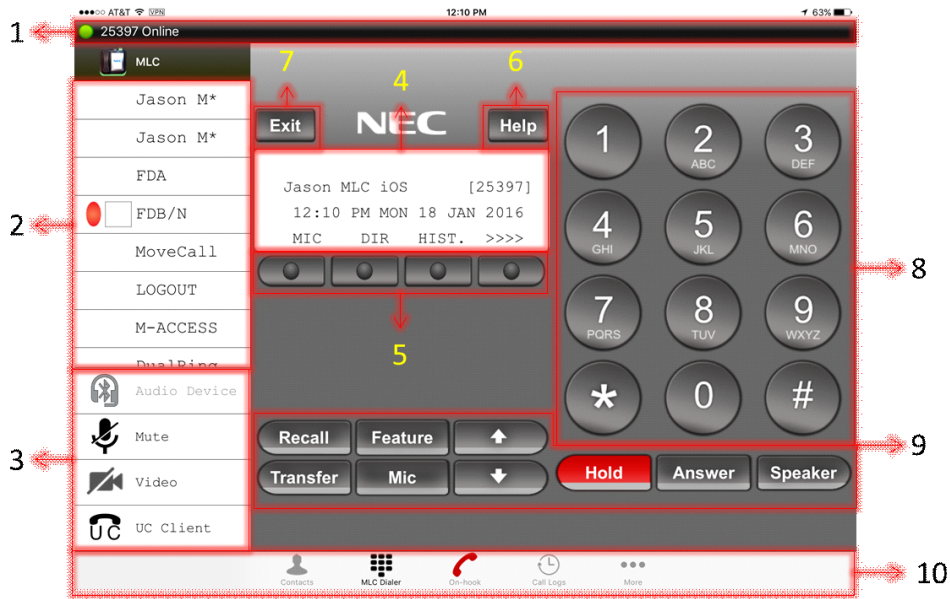 AT&T VPN 12:10 PM 63%
1 25397 Online
MLC
7 4 6
Jason M*
Jason M*
FDA
FDB/N
MoveCall
LOGOUT
M-ACCESS
DualRing
2
Exit NEC Help
Jason MLC iOS [25397]
12:10 PM MON 18 JAN 2016
MIC DIR HIST. >>>>
5
1 2 ABC 3 DEF
4 GHI 5 JKL 6 MNO
7 PQRS 8 TUV 9 WXYZ
* 0 #
8
Audio Device
Mute
Video
UC UC Client
3
Recall Feature
Transfer Mic
Hold Answer Speaker
9
Contacts MLC Dialer On-hook Call Logs More
10